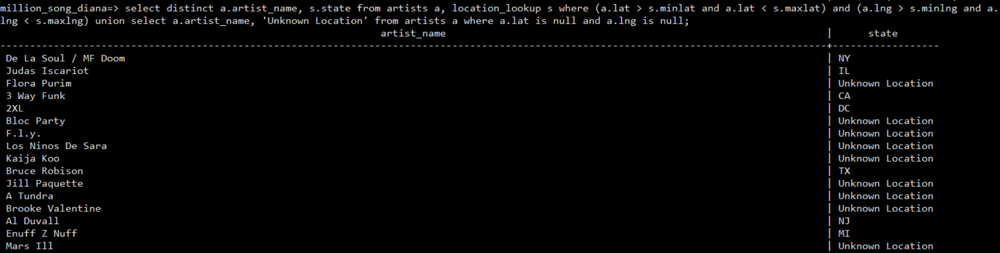 million_song_diana=> select distinct a.artist_name, s.state from artists a, location_lookup s where (a.lat > s.minlat and a.lat < s.maxlat) and (a.lng > s.minlng and a.
lng < s.maxlng) union select a.artist_name, 'Unknown Location' from artists a where a.lat is null and a.lng is null;
artist_name | state
De La Soul / MF Doom | NY
Judas Iscariot | IL
Flora Purim | Unknown Location
3 Way Funk | CA
2XL | DC
Bloc Party | Unknown Location
F.l.y. | Unknown Location
Los Ninos De Sara | Unknown Location
Kaija Koo | Unknown Location
Bruce Robison | TX
Jill Paquette | Unknown Location
A Tundra | Unknown Location
Brooke Valentine | Unknown Location
Al Duvall | NJ
Enuff Z Nuff | MI
Mars Ill | Unknown Location